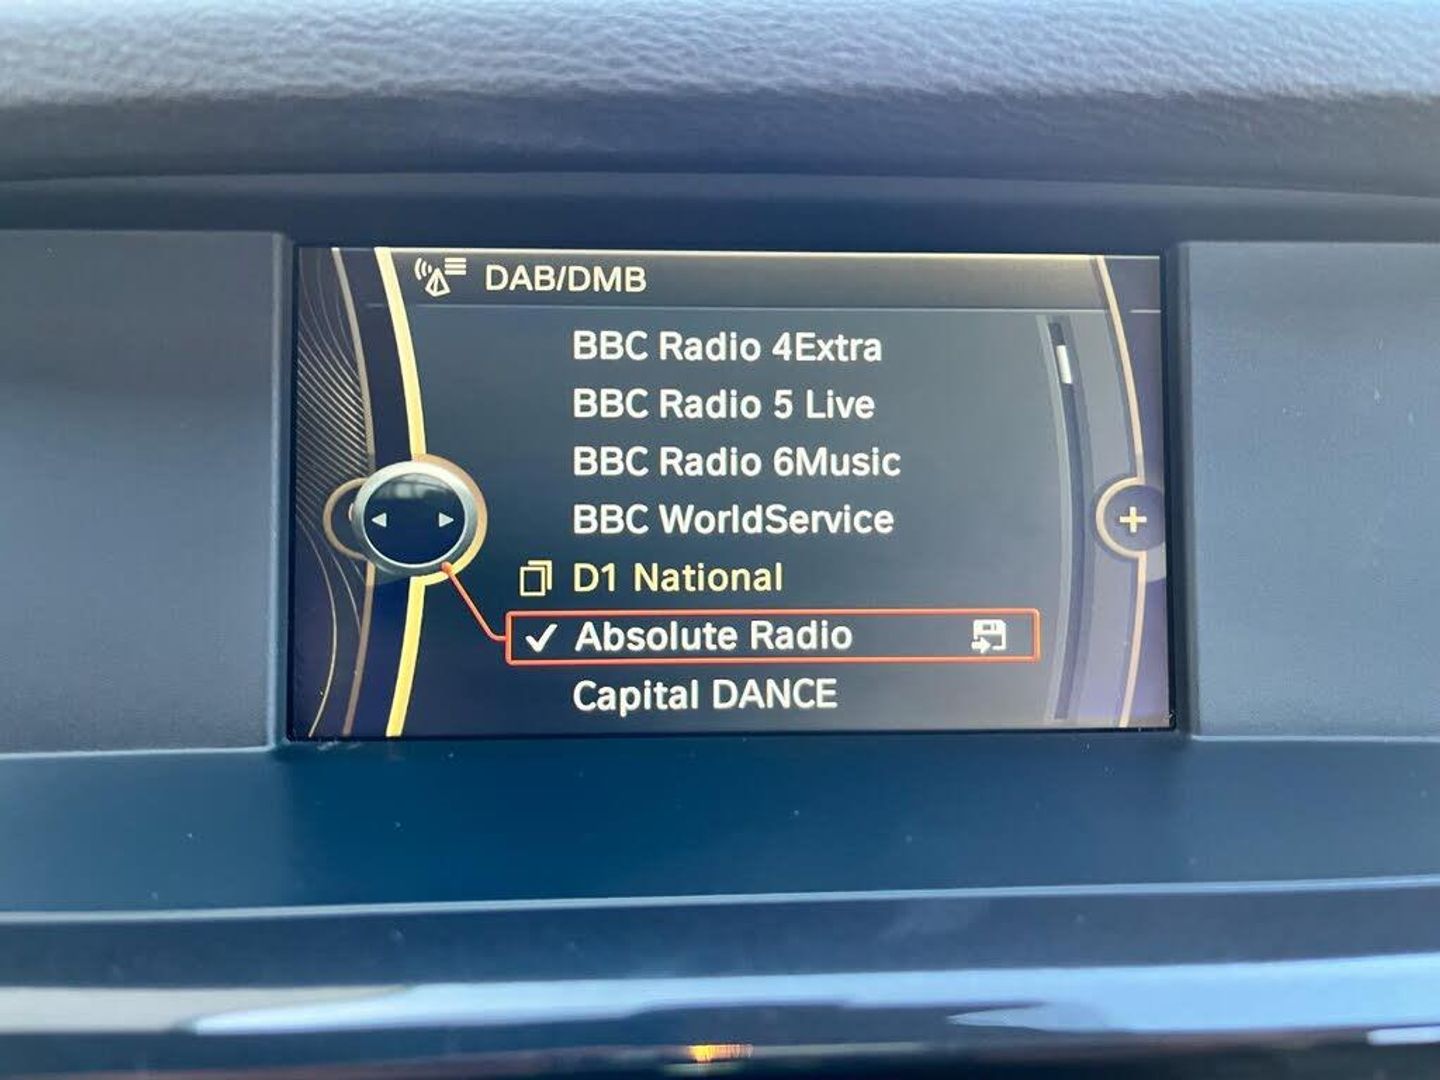 DAB/DMB
BBC Radio 4Extra
BBC Radio 5 Live
BBC Radio 6Music
BBC WorldService
D1 National
Absolute Radio
Capital DANCE